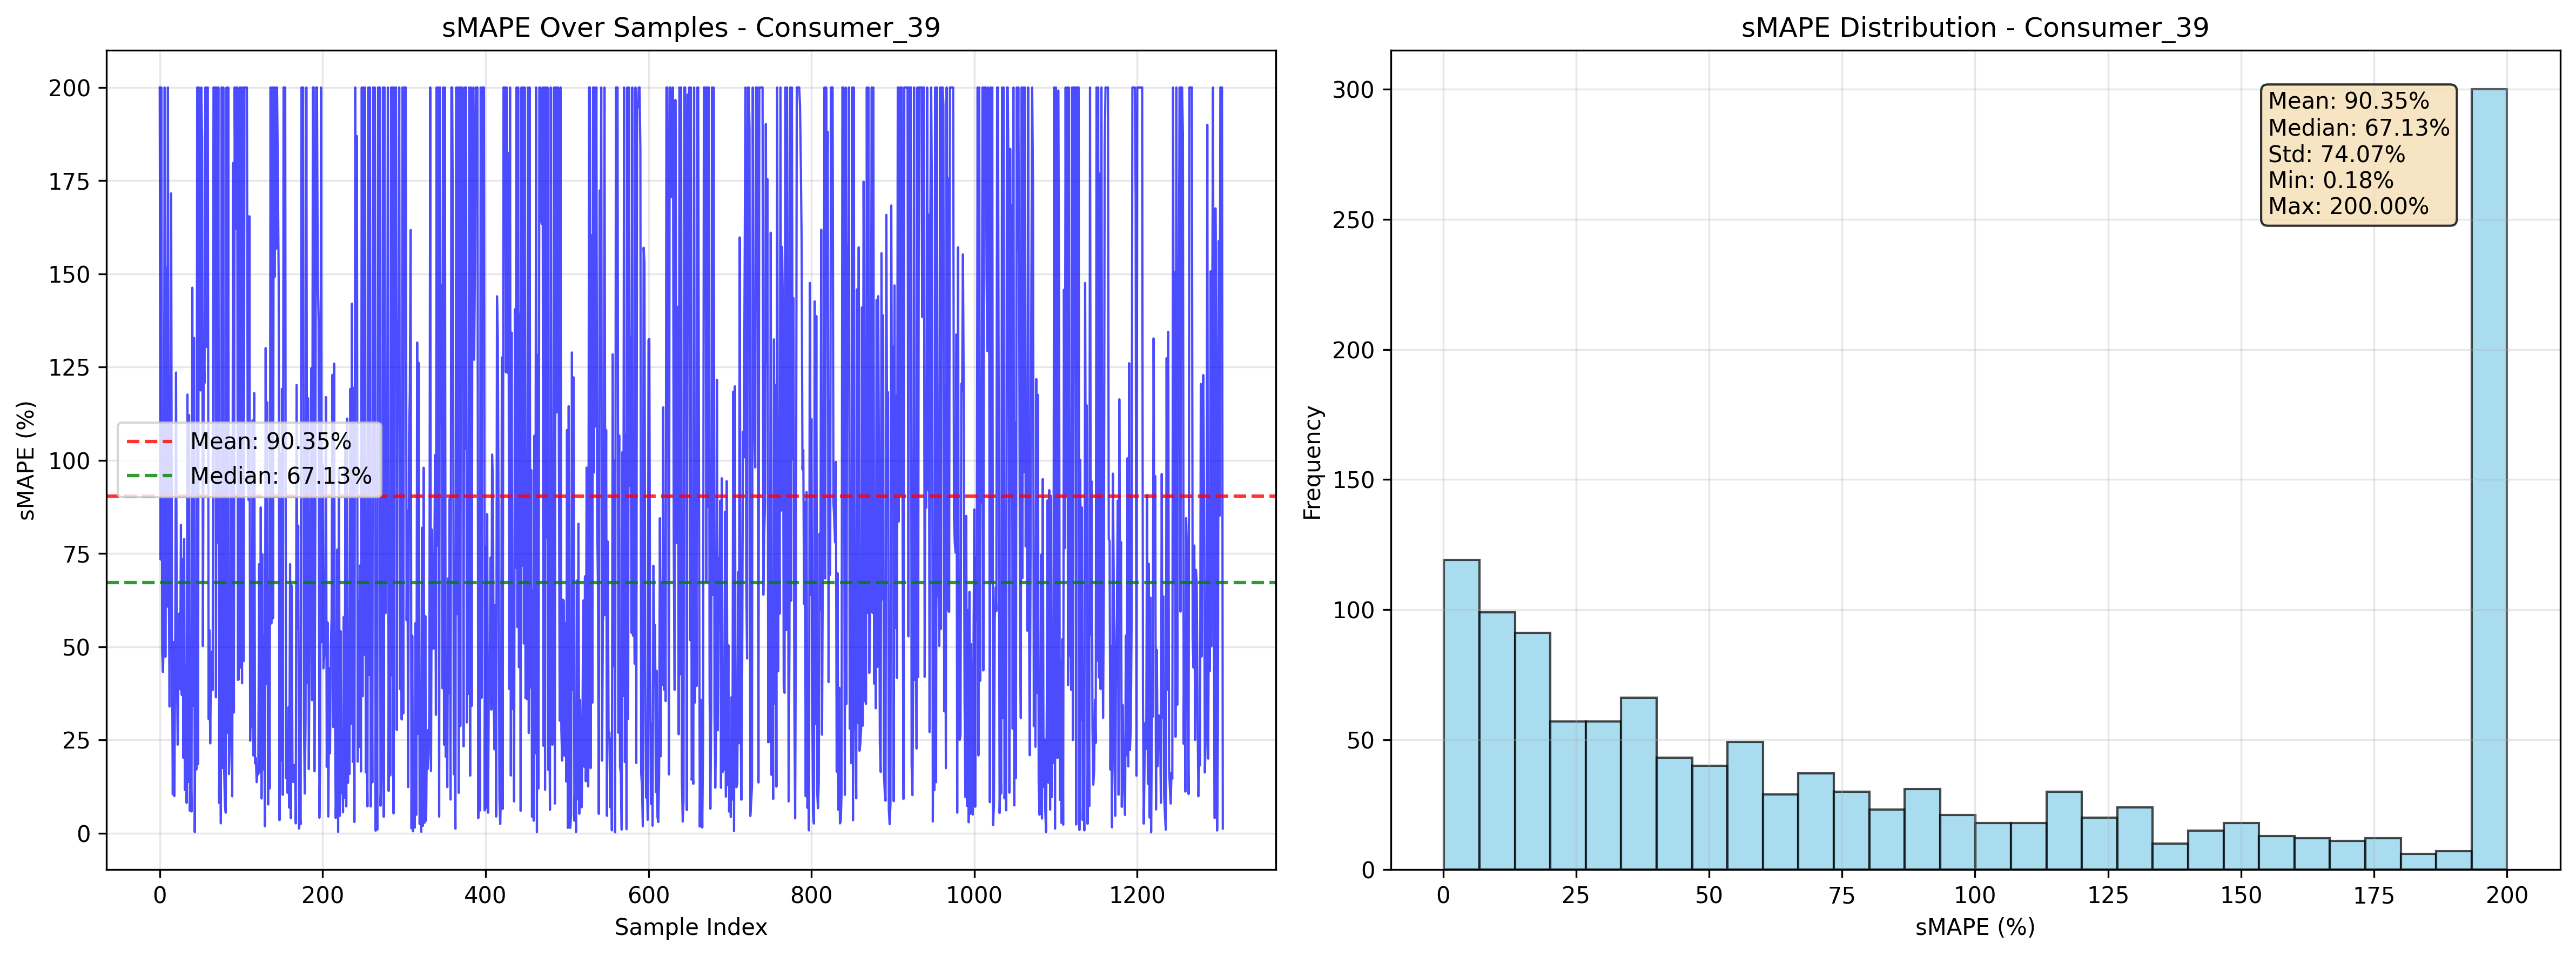 sMAPE Over Samples - Consumer_39
sMAPE (%)
200
175
150
125
100
75
50
25
0
Mean: 90.35%
Median: 67.13%
0
200
400
600
800
1000
1200
Sample Index
sMAPE Distribution - Consumer_39
Frequency
300
250
200
150
100
50
0
Mean: 90.35%
Median: 67.13%
Std: 74.07%
Min: 0.18%
Max: 200.00%
0
25
50
75
100
125
150
175
200
sMAPE (%)